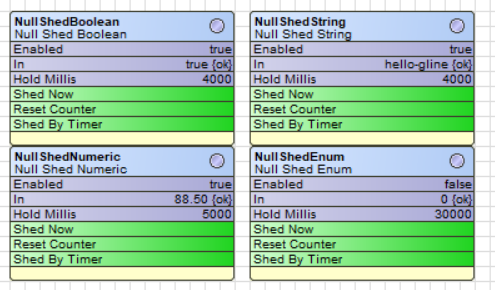 NullShedBoolean
Null Shed Boolean
Enabled true
In true {ok}
Hold Millis 4000
Shed Now
Reset Counter
Shed By Timer
NullShedString
Null Shed String
Enabled true
In hello-gline {ok}
Hold Millis 4000
Shed Now
Reset Counter
Shed By Timer
NullShedNumeric
Null Shed Numeric
Enabled true
In 88.50 {ok}
Hold Millis 5000
Shed Now
Reset Counter
Shed By Timer
NullShedEnum
Null Shed Enum
Enabled false
In 0 {ok}
Hold Millis 30000
Shed Now
Reset Counter
Shed By Timer